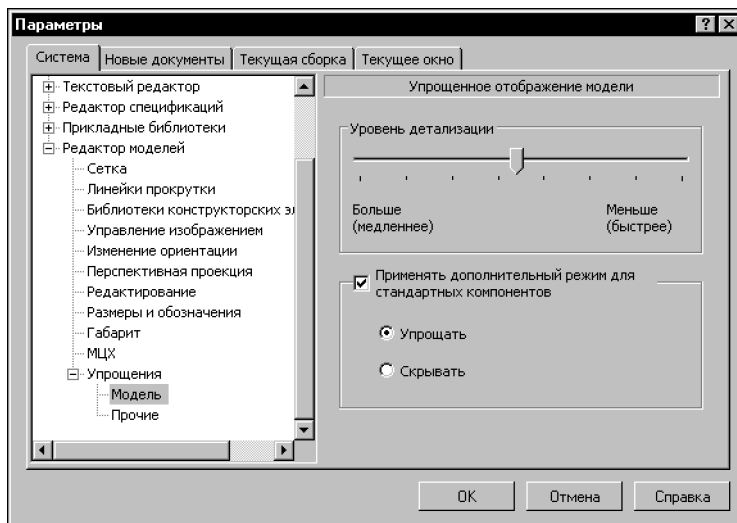 Параметры
Система
Новые документы
Текущая сборка
Текущее окно
Текстовый редактор
Редактор спецификаций
Прикладные библиотеки
Редактор моделей
Сетка
Линейки прокрутки
Библиотеки конструкторских эл
Управление изображением
Изменение ориентации
Перспективная проекция
Редактирование
Размеры и обозначения
Габарит
МЦХ
Упрощения
Модель
Прочие
Упрощенное отображение модели
Уровень детализации
Больше
(медленнее)
Меньше
(быстрее)
Применять дополнительный режим для
стандартных компонентов
Упрощать
Скрывать
OK
Отмена
Справка